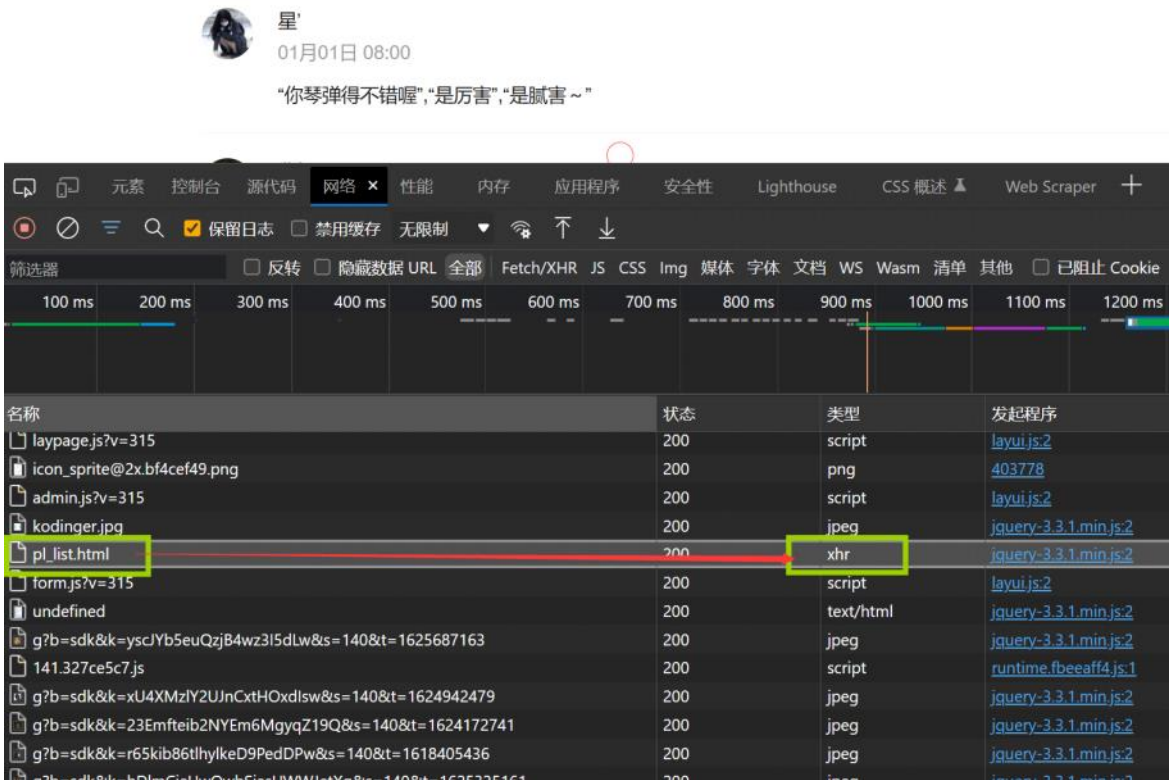 星'
01月01日 08:00
“你琴弹得不错喔”,“是厉害”,“是腻害～”
元素 控制台 源代码 网络 × 性能 内存 应用程序 安全性 Lighthouse CSS 概述 Web Scraper +
保留日志 禁用缓存 无限制
筛选器 反转 隐藏数据 URL 全部 Fetch/XHR JS CSS Img 媒体 字体 文档 WS Wasm 清单 其他 已阻止 Cookie
100 ms 200 ms 300 ms 400 ms 500 ms 600 ms 700 ms 800 ms 900 ms 1000 ms 1100 ms 1200 ms
名称 状态 类型 发起程序
laypage.js?v=315 200 script layui.js:2
icon_sprite@2x.bf4cef49.png 200 png 403778
admin.js?v=315 200 script layui.js:2
kodinger.jpg 200 jpeg jquery-3.3.1.min.js:2
pl_list.html 200 xhr jquery-3.3.1.min.js:2
form.js?v=315 200 script layui.js:2
undefined 200 text/html jquery-3.3.1.min.js:2
g?b=sdk&k=yscJYb5euQzjB4wz3I5dLw&s=140&t=1625687163 200 jpeg jquery-3.3.1.min.js:2
141.327ce5c7.js 200 script runtime.fbeeaff4.js:1
g?b=sdk&k=xU4XMzlY2UJnCxtHOxdlsw&s=140&t=1624942479 200 jpeg jquery-3.3.1.min.js:2
g?b=sdk&k=23Emfteib2NYEm6MgyqZ19Q&s=140&t=1624172741 200 jpeg jquery-3.3.1.min.js:2
g?b=sdk&k=r65kib86tlhylkeD9PedDPw&s=140&t=1618405436 200 jpeg jquery-3.3.1.min.js:2